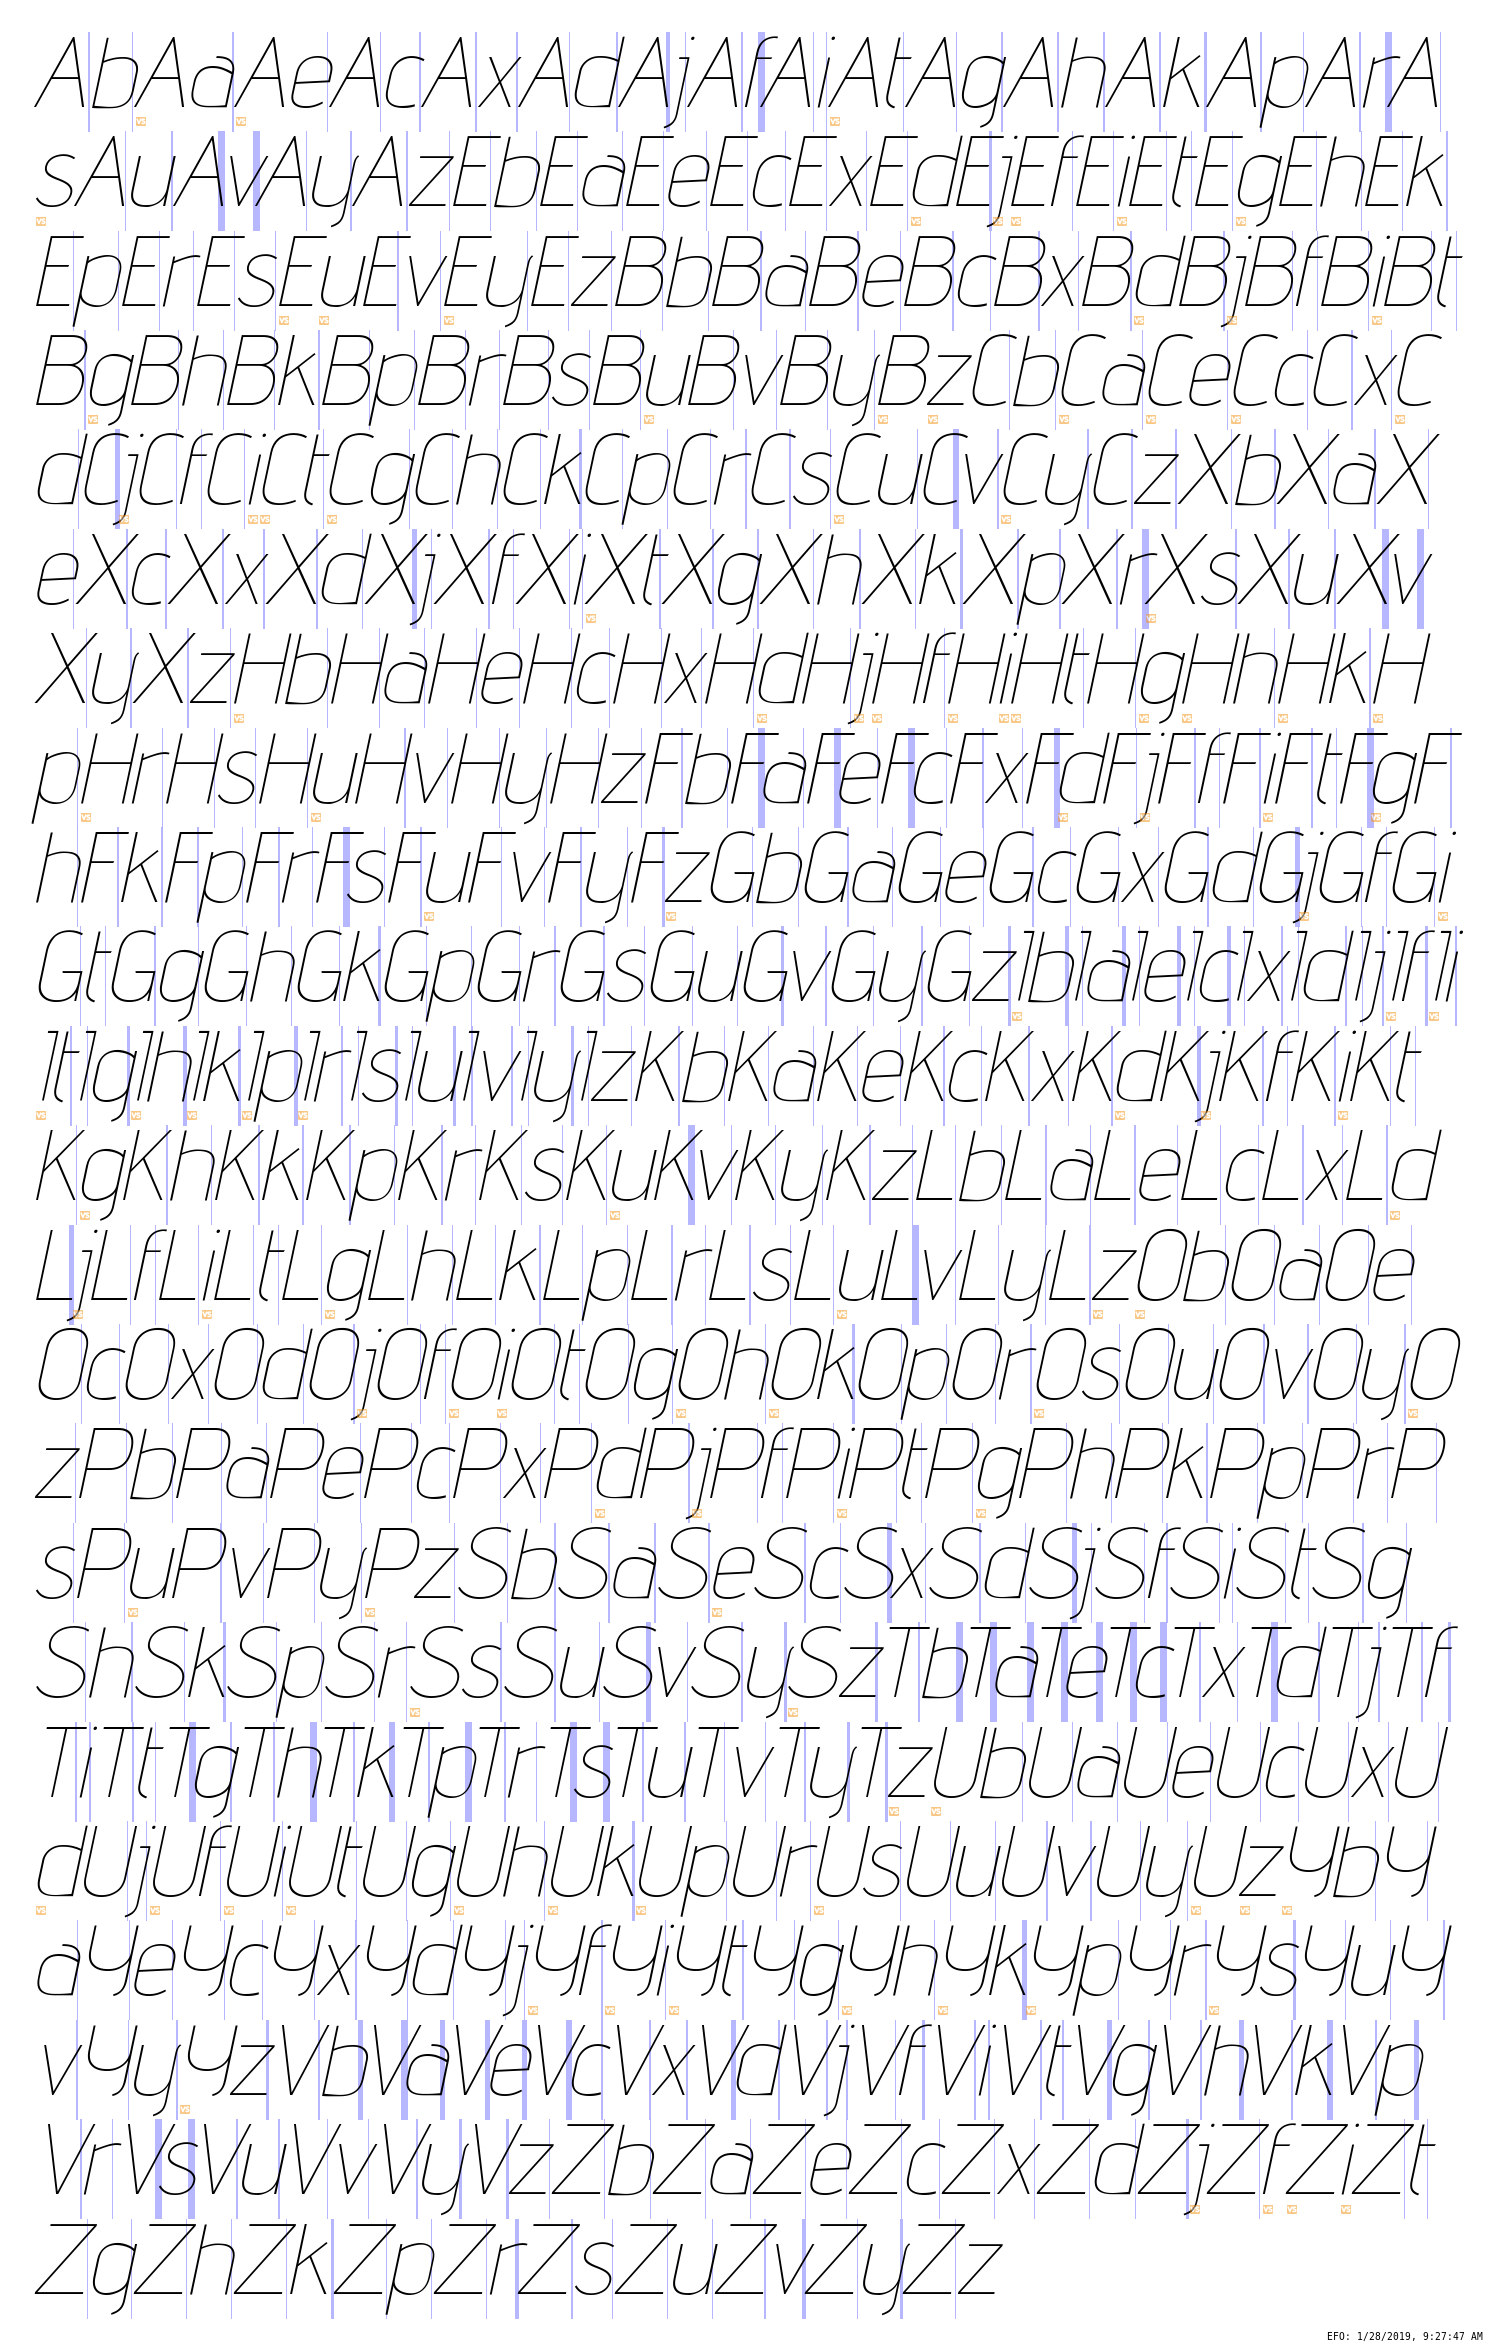 AbAaAeAcAxAdAjAfAiAtAgAhAkApArA
sAuAvAyAzEbEaEeEcExEdEjEfEiEtEgEhEk
EpErEsEuEvEyEzBbBaBeBcBxBdBjBfBiBt
BgBhBkBpBrBsBuBvByBzCbCaCeCcCxC
dCjCfCiCtCgChCkCpCrCsCuCvCyCzXbXaX
eXcXxXdXjXfXiXtXgXhXkXpXrXsXuXv
XyXzHbHaHeHcHxHdHjHfHiHtHgHhHkH
pHrHsHuHvHyHzFbFaFeFcFxFdFjFfFiFtFgF
hFkFpFrFsFuFvFyFzGbGaGeGcGxGdGjGfGi
GtGgGhGkGpGrGsGuGvGyGzIbIaIeIcIxIdIjIfIi
ItIgIhIkIpIrIsIuIvIyIzKbKaKeKcKxKdKjKfKiKt
KgKhKkKpKrKsKuKvKyKzLbLaLeLcLxLd
LjLfLiLtLgLhLkLpLrLsLuLvLyLzObOaOe
OcOxOdOjOfOiOtOgOhOkOpOrOsOuOvOyO
zPbPaPePcPxPdPjPfPiPtPgPhPkPpPrP
sPuPvPyPzSbSaSeScSxSdSjSfSiStSg
ShSkSpSrSsSuSvSySzTbTaTeTcTxTdTjTf
TiTtTgThTkTpTrTsTuTvTyTzUbUaUeUcUxU
dUjUfUiUtUgUhUkUpUrUsUuUvUyUzYbY
aYeYcYxYdYjYfYiYtYgYhYkYpYrYsYuY
vYyYzVbVaVeVcVxVdVjVfViVtVgVhVkVp
VrVsVuVvVyVzZbZaZeZcZxZdZjZfZiZt
ZgZhZkZpZrZsZuZvZyZz
EFO: 1/28/2019, 9:27:47 AM